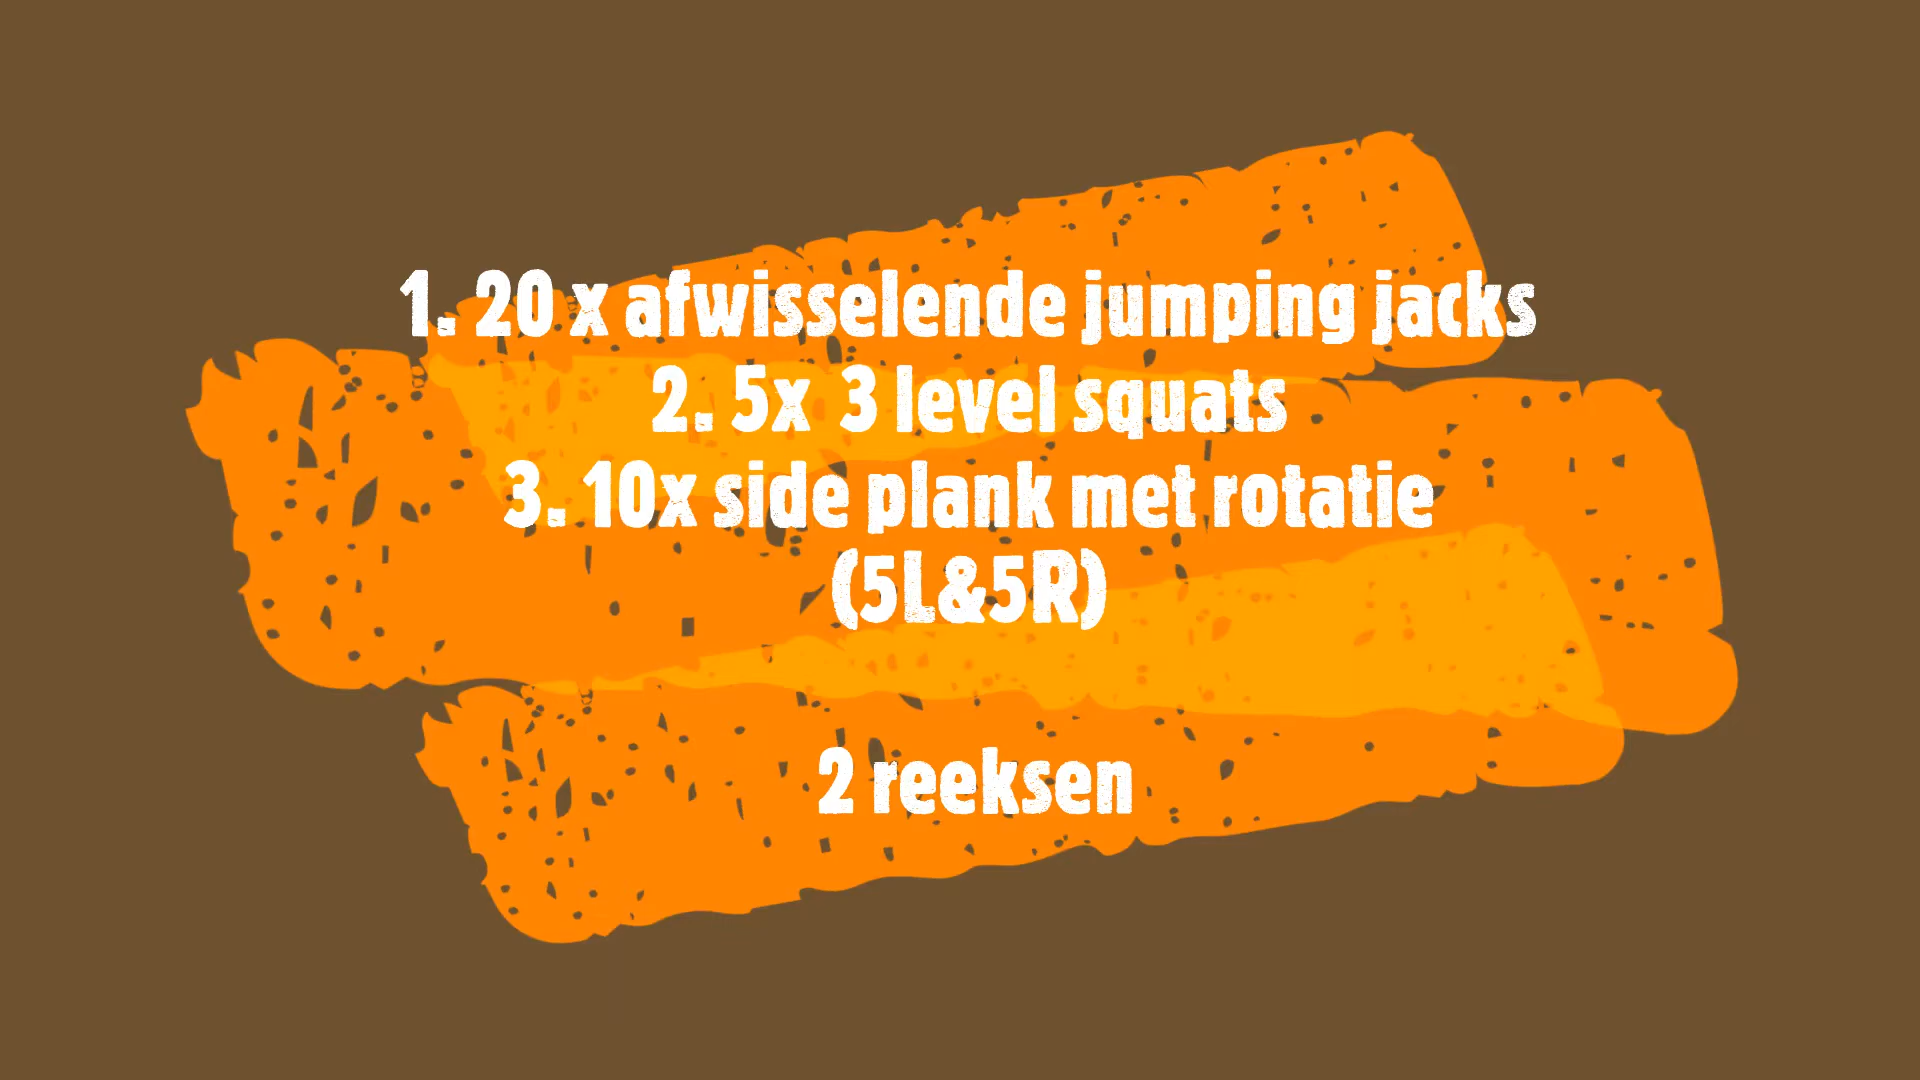 1. 20 x afwisselende jumping jacks
2. 5x 3 level squats
3. 10x side plank met rotatie
(5L&5R)
2 reeksen